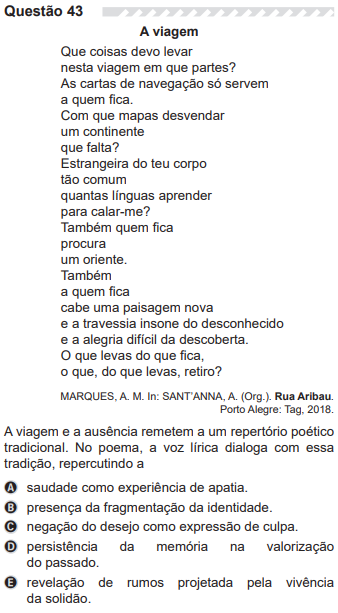 Questão 43
A viagem
Que coisas devo levar
nesta viagem em que partes?
As cartas de navegação só servem
a quem fica.
Com que mapas desvendar
um continente
que falta?
Estrangeira do teu corpo
tão comum
quantas línguas aprender
para calar-me?
Também quem fica
procura
um oriente.
Também
a quem fica
cabe uma paisagem nova
e a travessia insone do desconhecido
e a alegria difícil da descoberta.
O que levas do que fica,
o que, do que levas, retiro?
MARQUES, A. M. In: SANT'ANNA, A. (Org.). Rua Aribau.
Porto Alegre: Tag, 2018.
A viagem e a ausência remetem a um repertório poético
tradicional. No poema, a voz lírica dialoga com essa
tradição, repercutindo a
A saudade como experiência de apatia.
B presença da fragmentação da identidade.
C negação do desejo como expressão de culpa.
D persistência da memória na valorização
do passado.
E revelação de rumos projetada pela vivência
da solidão.